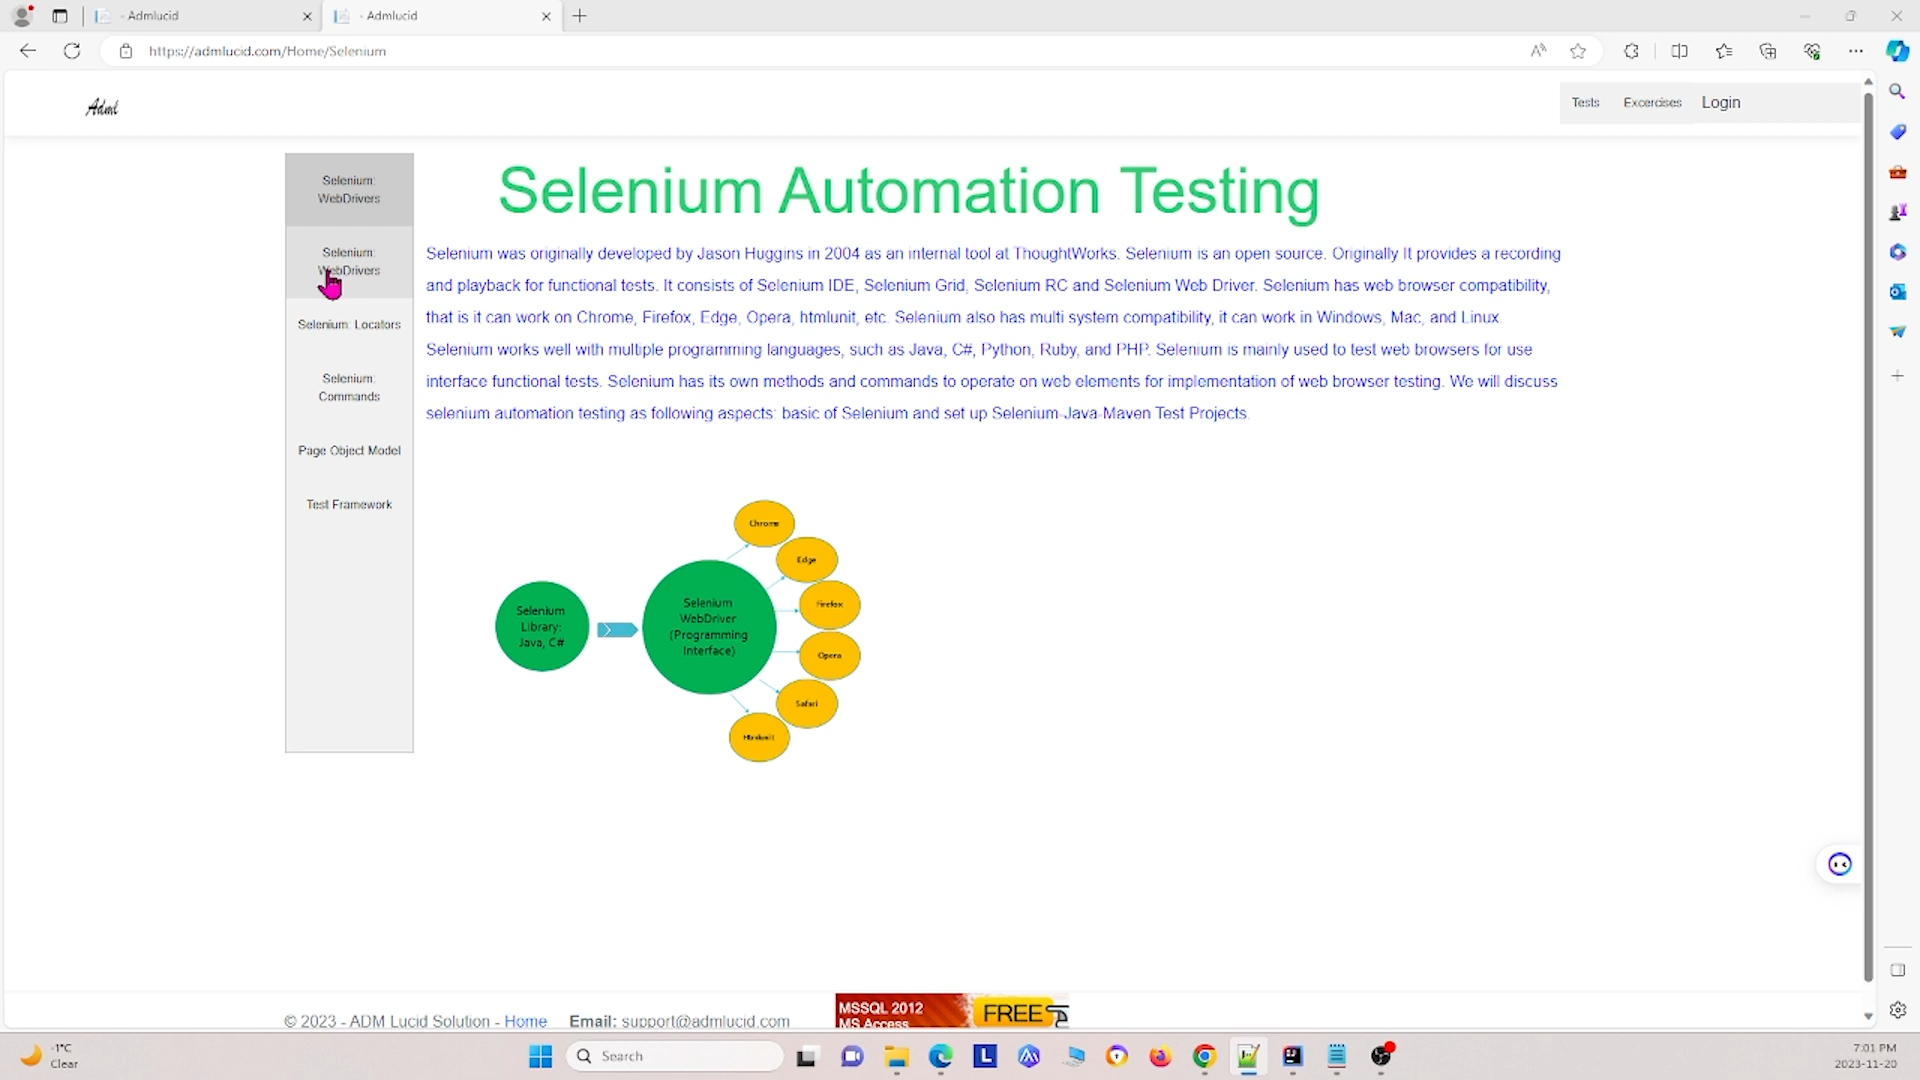 - Admlucid
- Admlucid
https://admlucid.com/Home/Selenium
Adml
Tests
Excercises
Login
Selenium:
WebDrivers
Selenium:
WebDrivers
Selenium: Locators
Selenium:
Commands
Page Object Model
Test Framework
Selenium Automation Testing
Selenium was originally developed by Jason Huggins in 2004 as an internal tool at ThoughtWorks. Selenium is an open source. Originally It provides a recording
and playback for functional tests. It consists of Selenium IDE, Selenium Grid, Selenium RC and Selenium Web Driver. Selenium has web browser compatibility,
that is it can work on Chrome, Firefox, Edge, Opera, htmlunit, etc. Selenium also has multi system compatibility, it can work in Windows, Mac, and Linux.
Selenium works well with multiple programming languages, such as Java, C#, Python, Ruby, and PHP. Selenium is mainly used to test web browsers for use
interface functional tests. Selenium has its own methods and commands to operate on web elements for implementation of web browser testing. We will discuss
selenium automation testing as following aspects: basic of Selenium and set up Selenium-Java-Maven Test Projects.
Selenium
Library:
Java, C#
Selenium
WebDriver
(Programming
Interface)
Chrome
Edge
Firefox
Opera
Safari
Htmlunit
© 2023 - ADM Lucid Solution - Home
Email: support@admlucid.com
MSSQL 2012
MS Access
FREE
-1°C
Clear
Search
7:01 PM
2023-11-20